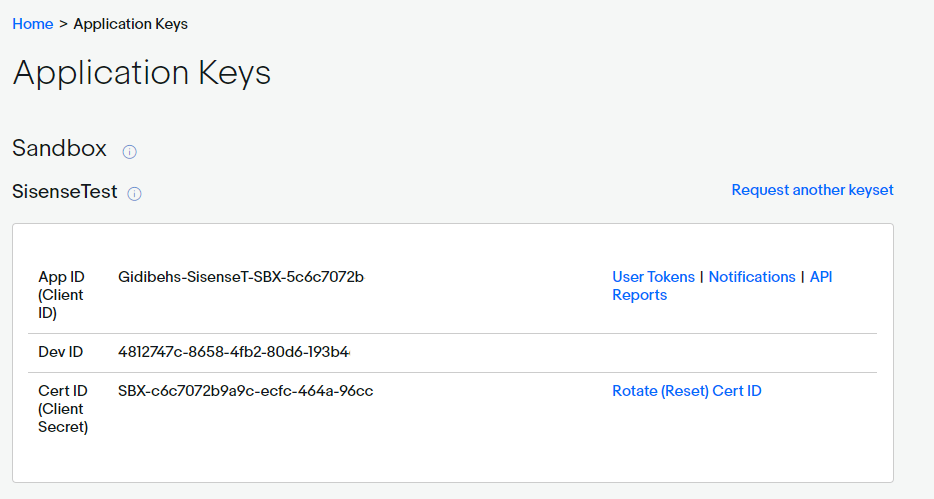 Home > Application Keys
Application Keys
Sandbox
SisenseTest
Request another keyset
App ID
(Client
ID)
Gidibehs-SisenseT-SBX-5c6c7072b
User Tokens | Notifications | API
Reports
Dev ID
4812747c-8658-4fb2-80d6-193b4
Cert ID
(Client
Secret)
SBX-c6c7072b9a9c-ecfc-464a-96cc
Rotate (Reset) Cert ID